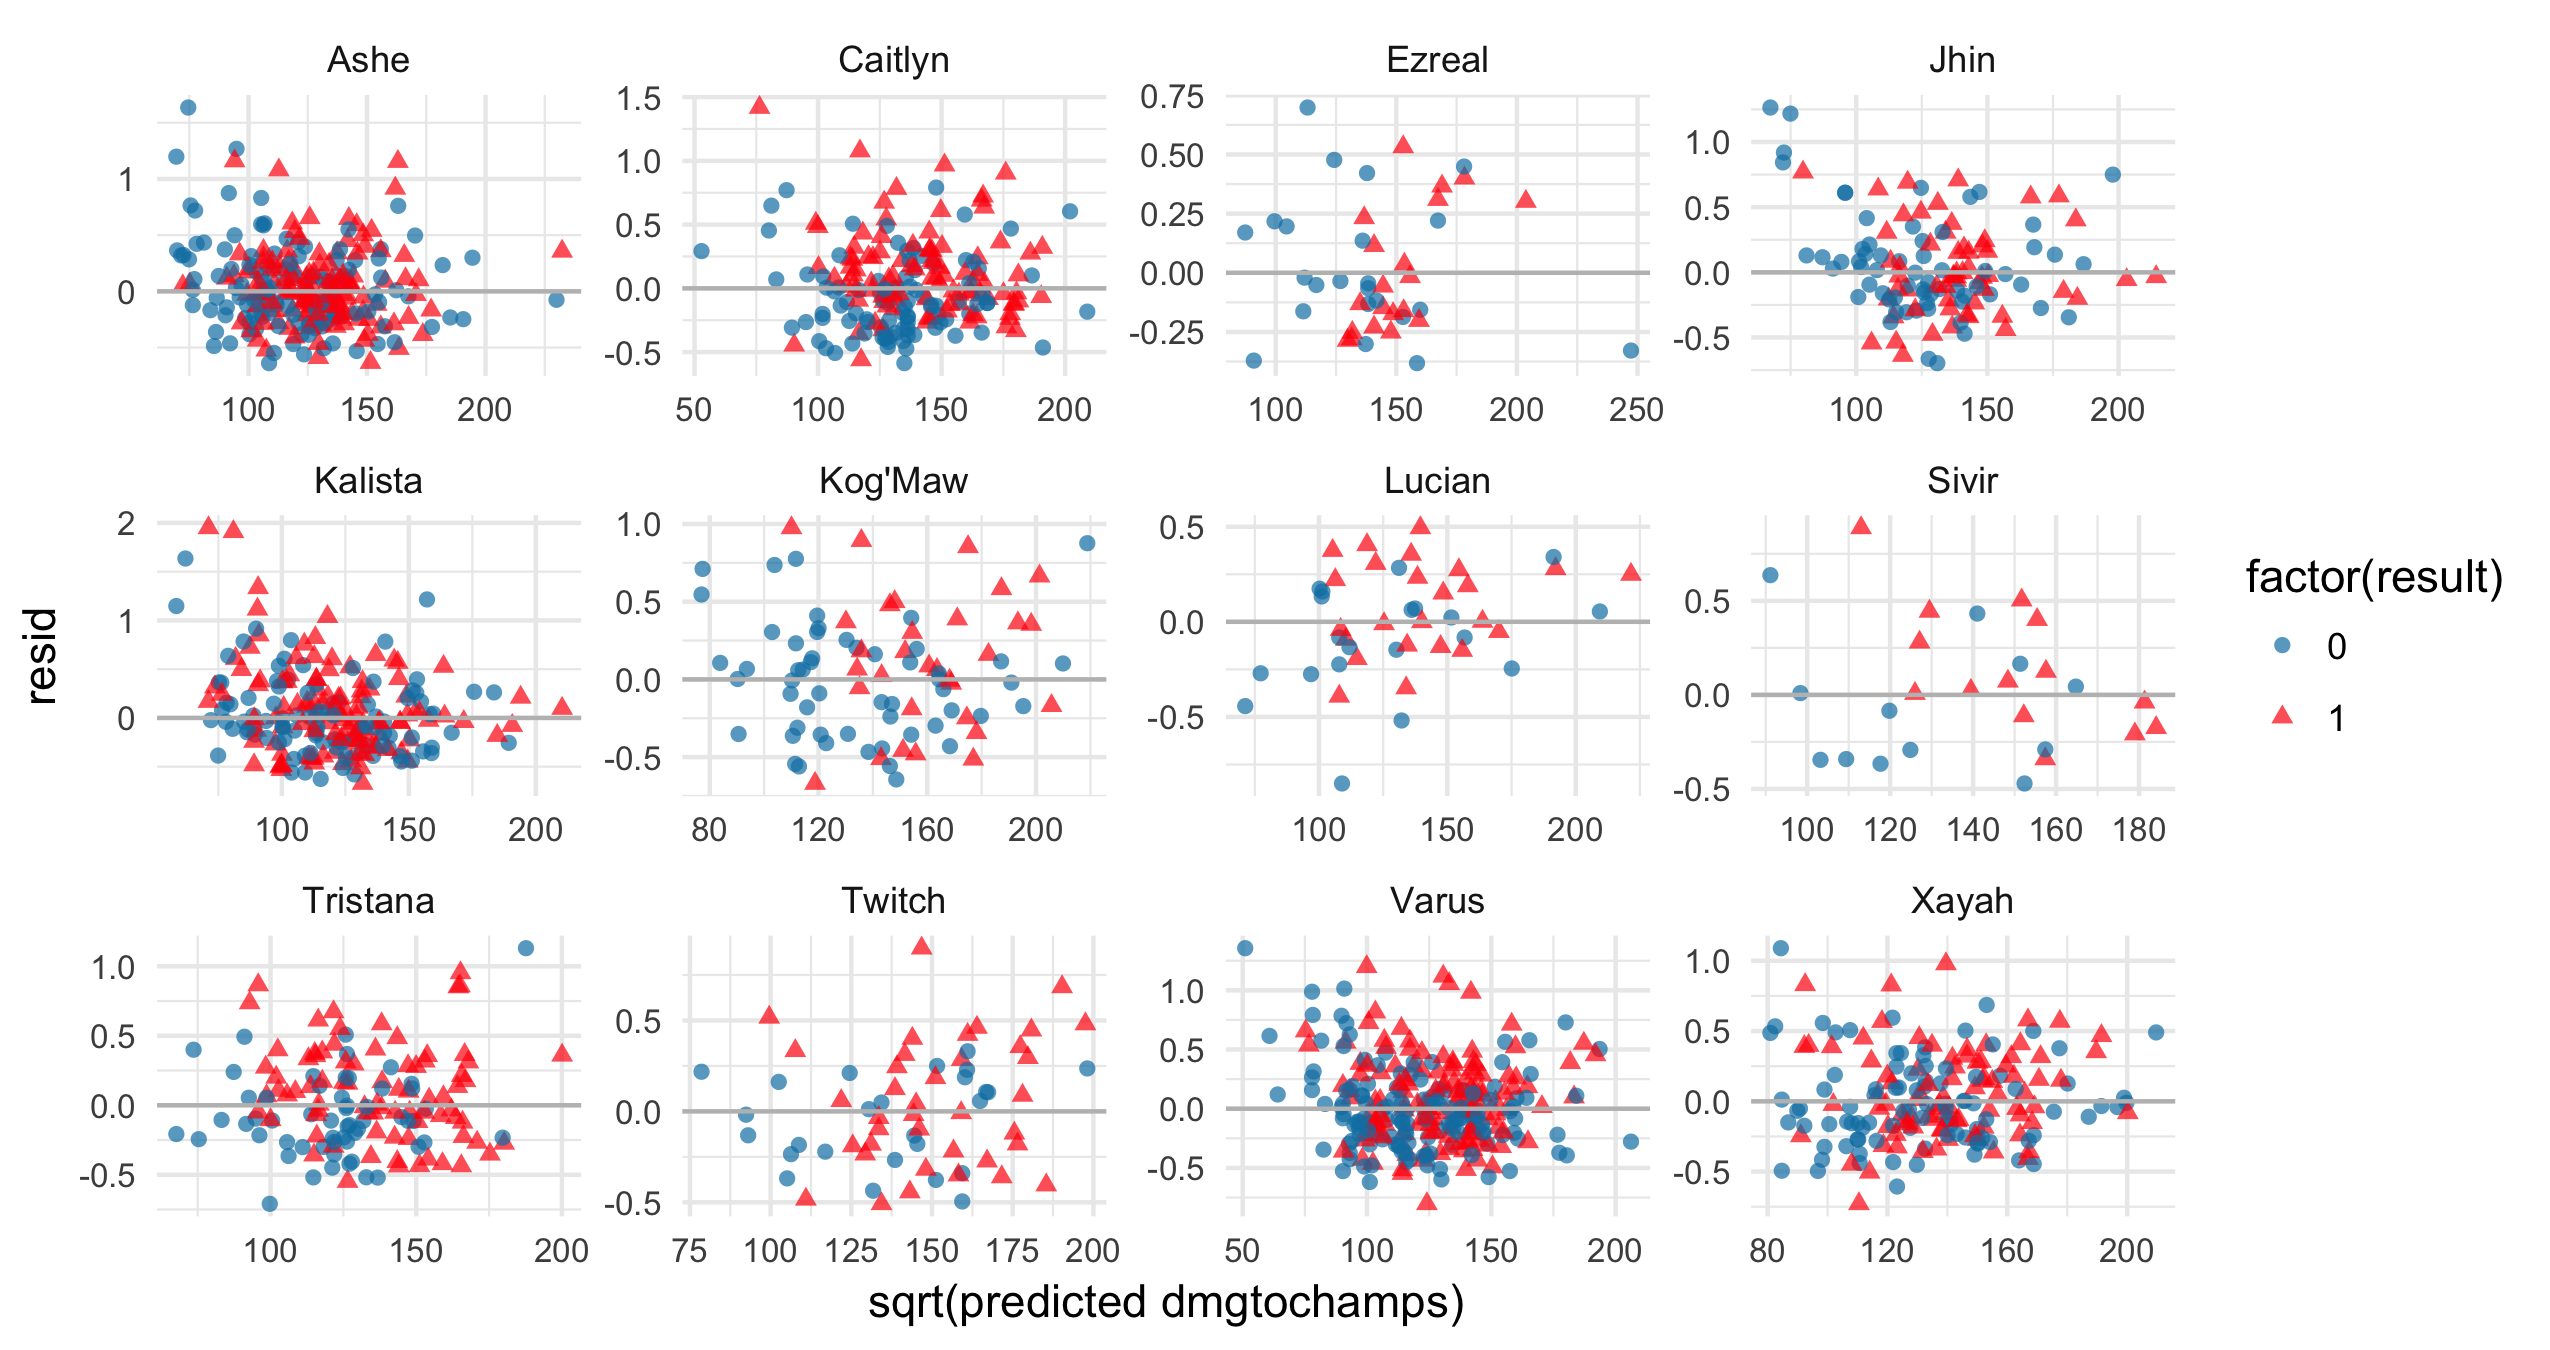 Ashe Caitlyn Ezreal Jhin
1 0
100 150 200
1.5 1.0 0.5 0.0 -0.5
50 100 150 200
0.75 0.50 0.25 0.00 -0.25
100 150 200 250
1.0 0.5 0.0 -0.5
100 150 200
Kalista Kog'Maw Lucian Sivir
2 1 0
100 150 200
1.0 0.5 0.0 -0.5
80 120 160 200
0.5 0.0 -0.5
100 150 200
0.5 0.0 -0.5
100 120 140 160 180
Tristana Twitch Varus Xayah
1.0 0.5 0.0 -0.5
100 150 200
0.5 0.0 -0.5
75 100 125 150 175 200
1.0 0.5 0.0 -0.5
50 100 150 200
1.0 0.5 0.0 -0.5
80 120 160 200
resid
sqrt(predicted dmgtochamps)
factor(result)
0
1